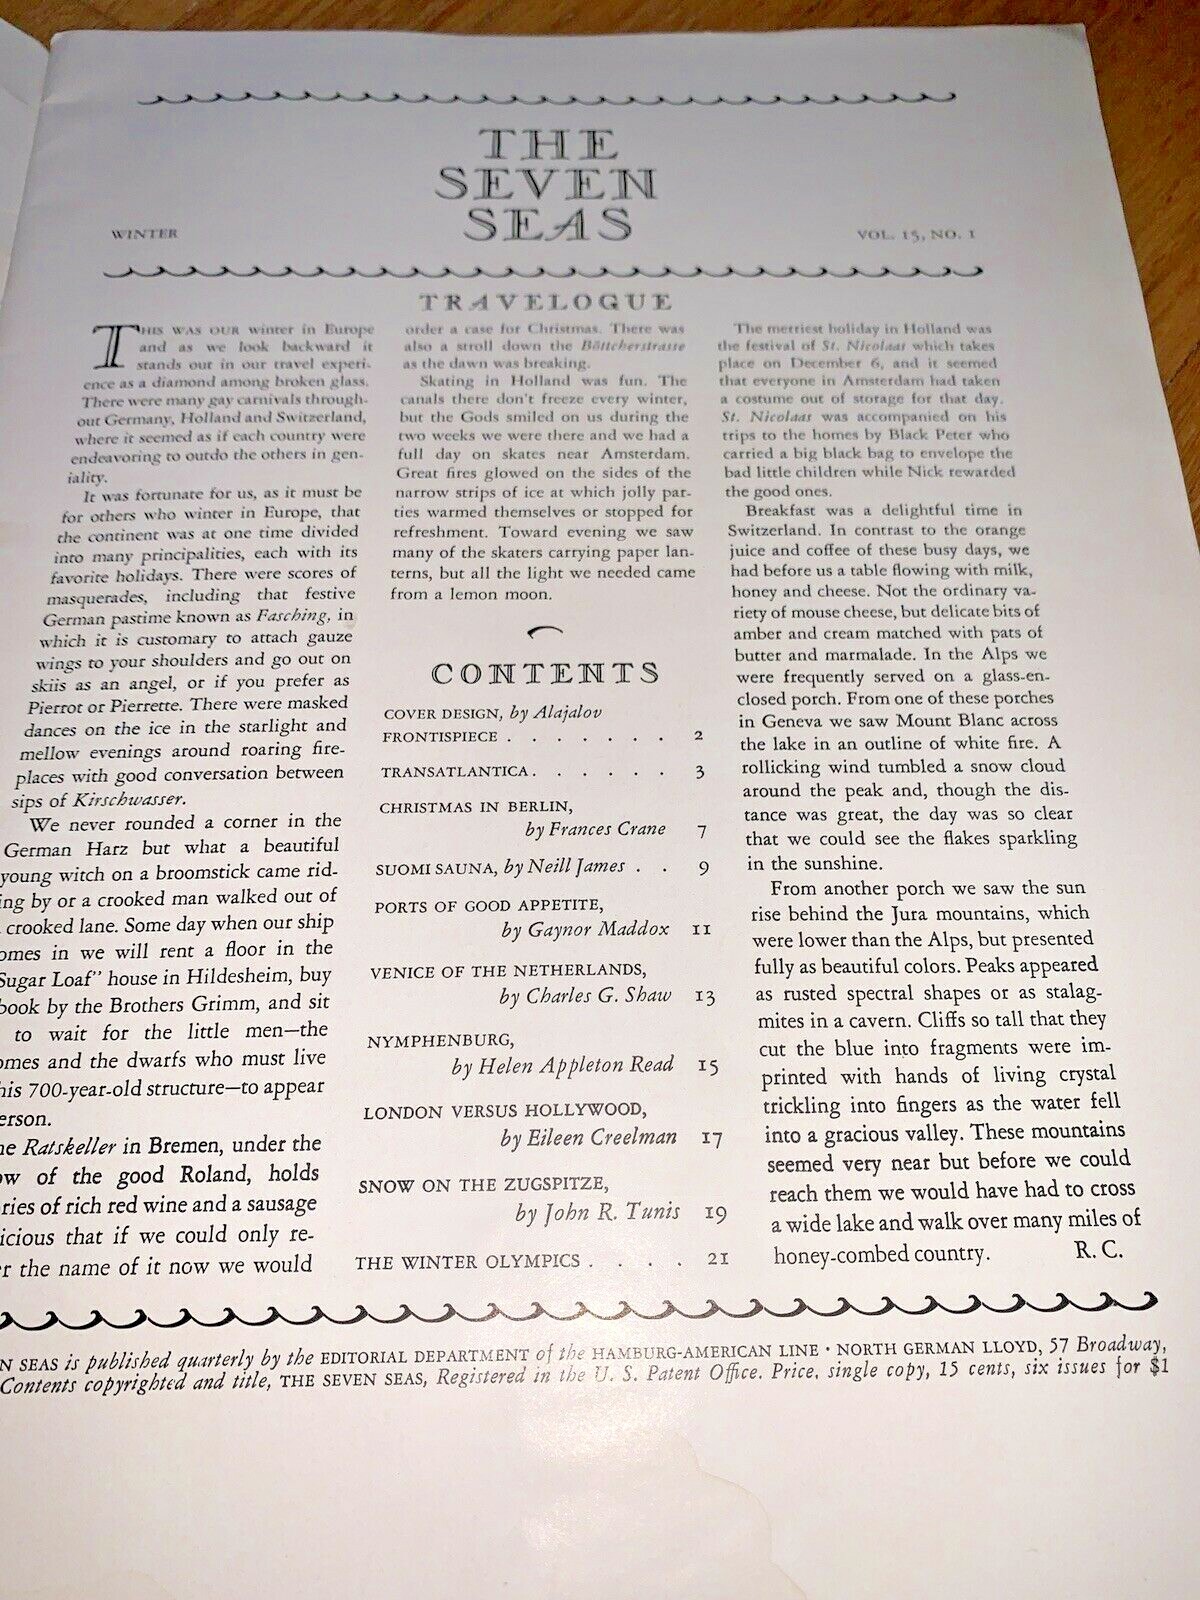 THE
SEVEN
SEAS
WINTER
VOL. 15, NO. 1
TRAVELOGUE
THIS WAS OUR winter in Europe
and as we look backward it
stands out in our travel experi-
ence as a diamond among broken glass.
There were many gay carnivals through-
out Germany, Holland and Switzerland,
where it seemed as if each country were
endeavoring to outdo the others in gen-
iality.
It was fortunate for us, as it must be
for others who winter in Europe, that
the continent was at one time divided
into many principalities, each with its
favorite holidays. There were scores of
masquerades, including that festive
German pastime known as Fasching, in
which it is customary to attach gauze
wings to your shoulders and go out on
skiis as an angel, or if you prefer as
Pierrot or Pierrette. There were masked
dances on the ice in the starlight and
mellow evenings around roaring fire-
places with good conversation between
sips of Kirschwasser.
We never rounded a corner in the
German Harz but what a beautiful
young witch on a broomstick came rid-
ing by or a crooked man walked out of
crooked lane. Some day when our ship
omes in we will rent a floor in the
Sugar Loaf" house in Hildesheim, buy
book by the Brothers Grimm, and sit
to wait for the little men—the
omes and the dwarfs who must live
his 700-year-old structure—to appear
erson.
he Ratskeller in Bremen, under the
ow of the good Roland, holds
ries of rich red wine and a sausage
icious that if we could only re-
r the name of it now we would
order a case for Christmas. There was
also a stroll down the Böttcherstrasse
as the dawn was breaking.
Skating in Holland was fun. The
canals there don't freeze every winter,
but the Gods smiled on us during the
two weeks we were there and we had a
full day on skates near Amsterdam.
Great fires glowed on the sides of the
narrow strips of ice at which jolly par-
ties warmed themselves or stopped for
refreshment. Toward evening we saw
many of the skaters carrying paper lan-
terns, but all the light we needed came
from a lemon moon.
CONTENTS
COVER DESIGN, by Alajalov
FRONTISPIECE . . . . . . . 2
TRANSATLANTICA. . . . . . 3
CHRISTMAS IN BERLIN,
by Frances Crane 7
SUOMI SAUNA, by Neill James . . 9
PORTS OF GOOD APPETITE,
by Gaynor Maddox 11
VENICE OF THE NETHERLANDS,
by Charles G. Shaw 13
NYMPHENBURG,
by Helen Appleton Read 15
LONDON VERSUS HOLLYWOOD,
by Eileen Creelman 17
SNOW ON THE ZUGSPITZE,
by John R. Tunis 19
THE WINTER OLYMPICS . . . . 21
The merriest holiday in Holland was
the festival of St. Nicolaas which takes
place on December 6, and it seemed
that everyone in Amsterdam had taken
a costume out of storage for that day.
St. Nicolaas was accompanied on his
trips to the homes by Black Peter who
carried a big black bag to envelope the
bad little children while Nick rewarded
the good ones.
Breakfast was a delightful time in
Switzerland. In contrast to the orange
juice and coffee of these busy days, we
had before us a table flowing with milk,
honey and cheese. Not the ordinary va-
riety of mouse cheese, but delicate bits of
amber and cream matched with pats of
butter and marmalade. In the Alps we
were frequently served on a glass-en-
closed porch. From one of these porches
in Geneva we saw Mount Blanc across
the lake in an outline of white fire. A
rollicking wind tumbled a snow cloud
around the peak and, though the dis-
tance was great, the day was so clear
that we could see the flakes sparkling
in the sunshine.
From another porch we saw the sun
rise behind the Jura mountains, which
were lower than the Alps, but presented
fully as beautiful colors. Peaks appeared
as rusted spectral shapes or as stalag-
mites in a cavern. Cliffs so tall that they
cut the blue into fragments were im-
printed with hands of living crystal
trickling into fingers as the water fell
into a gracious valley. These mountains
seemed very near but before we could
reach them we would have had to cross
a wide lake and walk over many miles of
honey-combed country. R. C.
N SEAS is published quarterly by the EDITORIAL DEPARTMENT of the HAMBURG-AMERICAN LINE · NORTH GERMAN LLOYD, 57 Broadway,
Contents copyrighted and title, THE SEVEN SEAS, Registered in the U. S. Patent Office. Price, single copy, 15 cents, six issues for $1